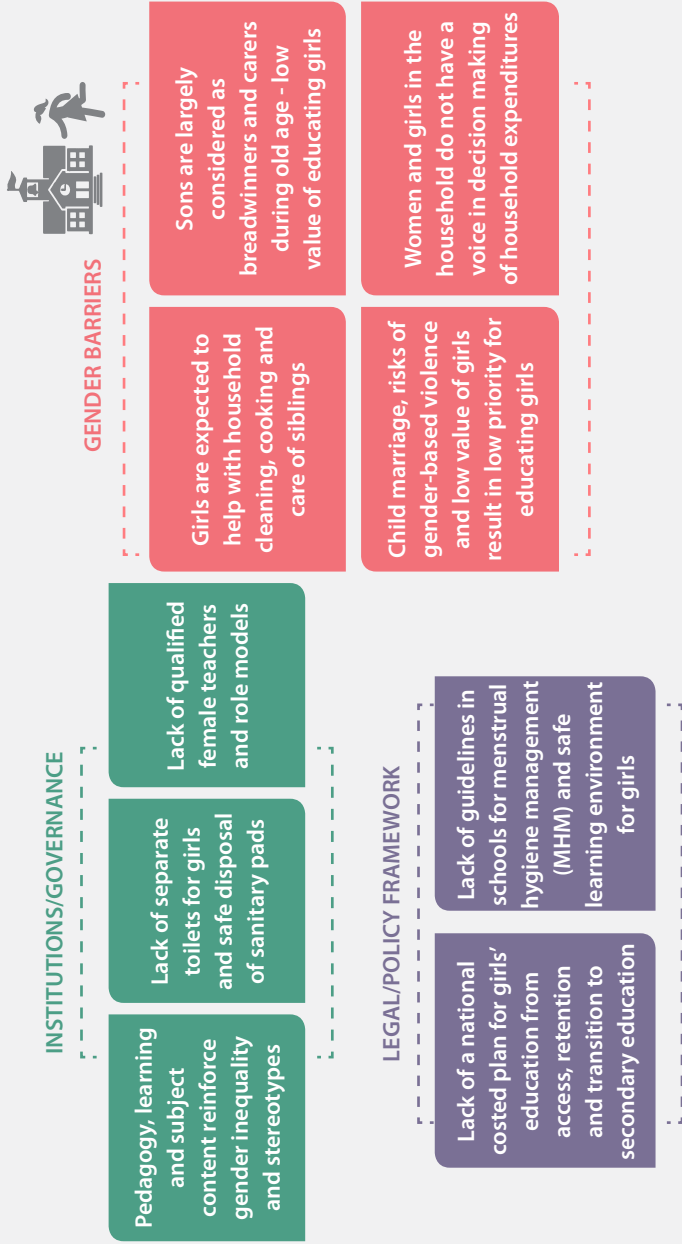 INSTITUTIONS/GOVERNANCE
Pedagogy, learning
and subject
content reinforce
gender inequality
and stereotypes
Lack of separate
toilets for girls
and safe disposal
of sanitary pads
Lack of qualified
female teachers
and role models
LEGAL/POLICY FRAMEWORK
Lack of a national
costed plan for girls’
education from
access, retention
and transition to
secondary education
Lack of guidelines in
schools for menstrual
hygiene management
(MHM) and safe
learning environment
for girls
GENDER BARRIERS
Girls are expected to
help with household
cleaning, cooking and
care of siblings
Sons are largely
considered as
breadwinners and carers
during old age - low
value of educating girls
Child marriage, risks of
gender-based violence
and low value of girls
result in low priority for
educating girls
Women and girls in the
household do not have a
voice in decision making
of household expenditures